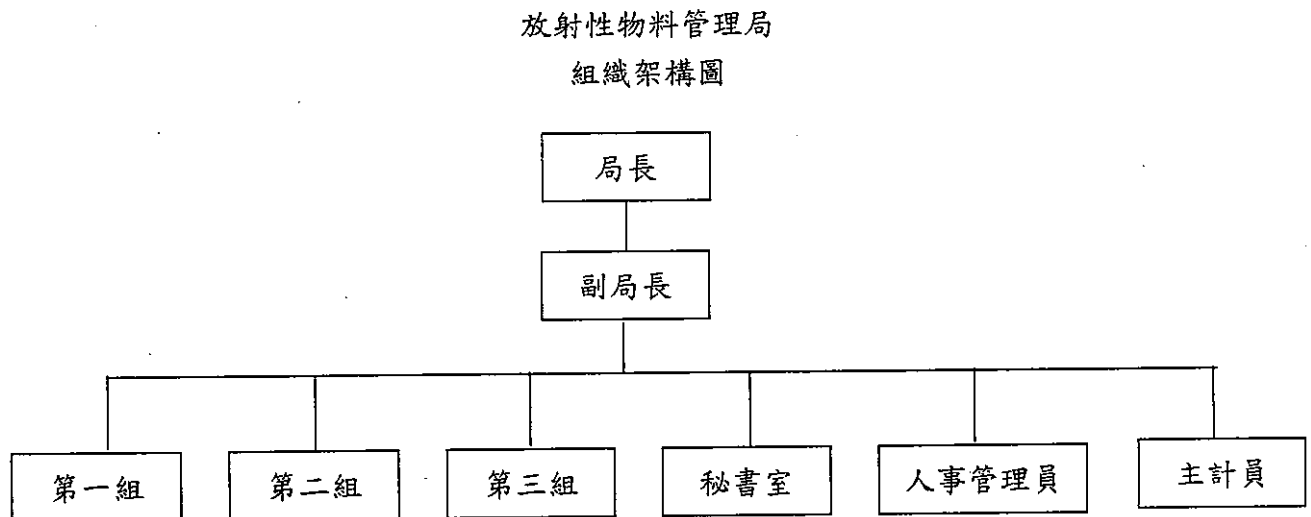 放射性物料管理局
組織架構圖
局長
副局長
第一組
第二組
第三組
秘書室
人事管理員
主計員